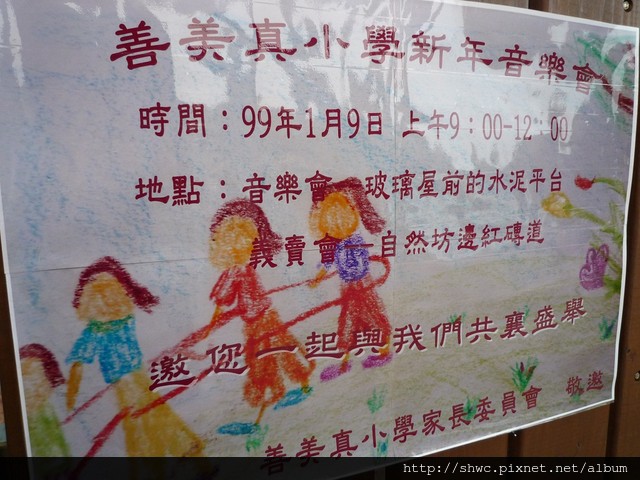 善美真小學新年音樂會
時間：99年1月9日 上午9：00-12：00
地點：音樂會－玻璃屋前的水泥平台
義賣會－自然坊邊紅磚道
邀您一起與我們共襄盛舉
善美真小學家長委員會 敬邀
http://shwc.pixnet.net/album